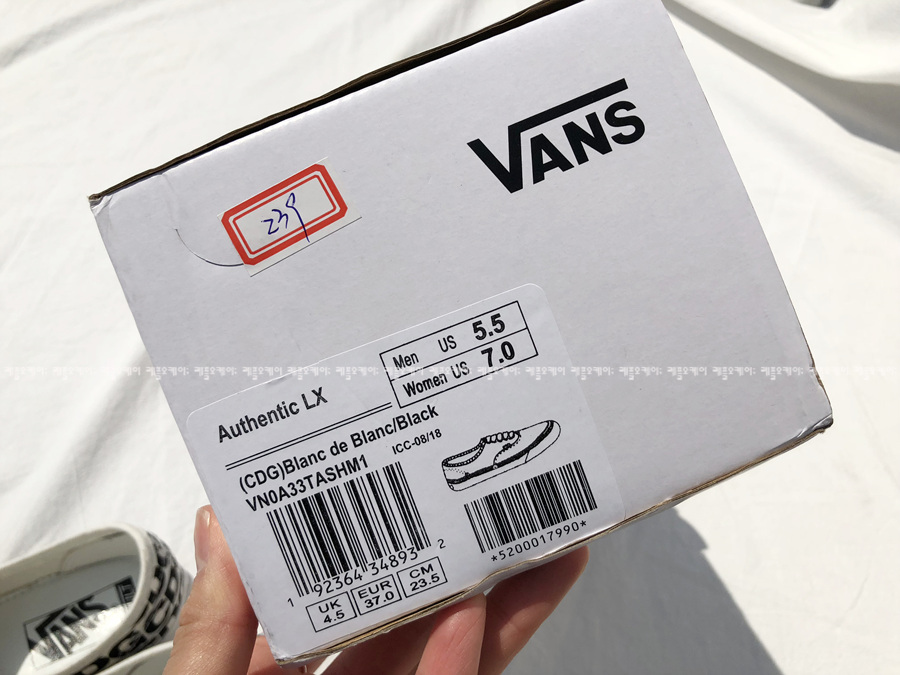 VANS
239
Men US 5.5
Women US 7.0
Authentic LX
(CDG)Blanc de Blanc/Black
VN0A33TASHM1 ICC-08/18
1 92364 34893 2
*5200017990*
UK 4.5
EUR 37.0
CM 23.5
VANS